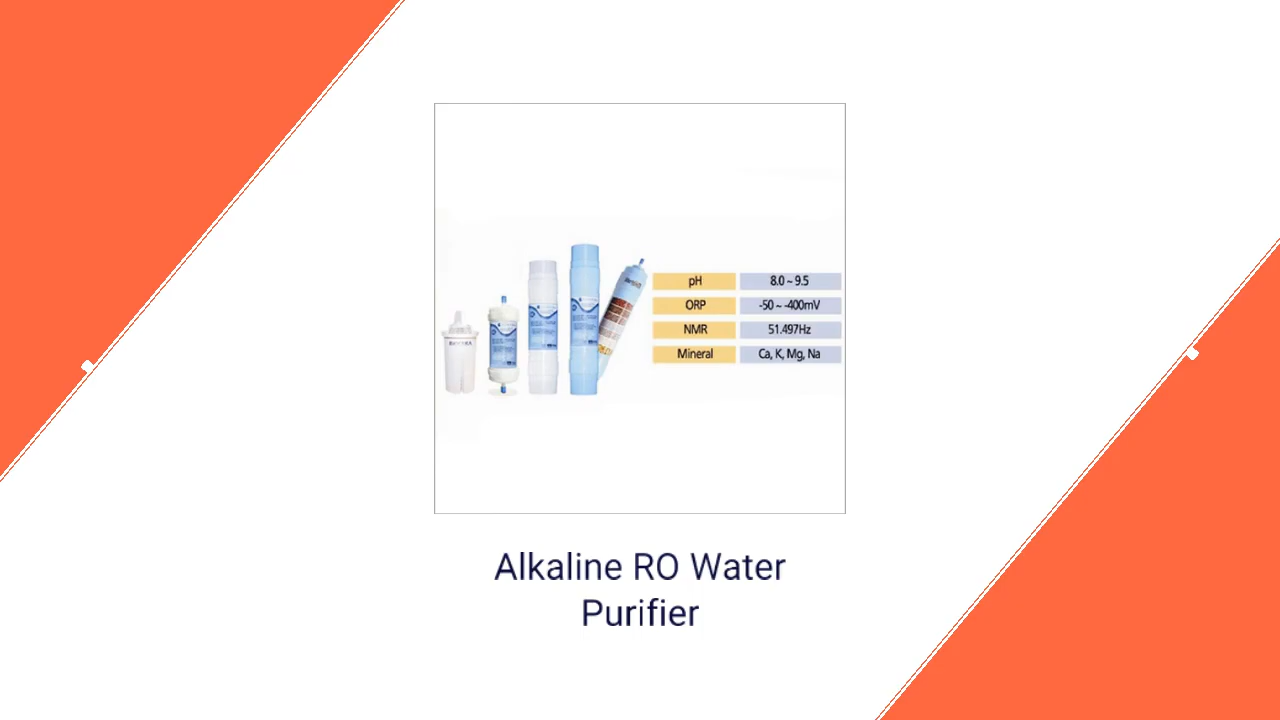 pH 8.0 ~ 9.5
ORP -50 ~ -400mV
NMR 51.497Hz
Mineral Ca, K, Mg, Na
Alkaline RO Water
Purifier